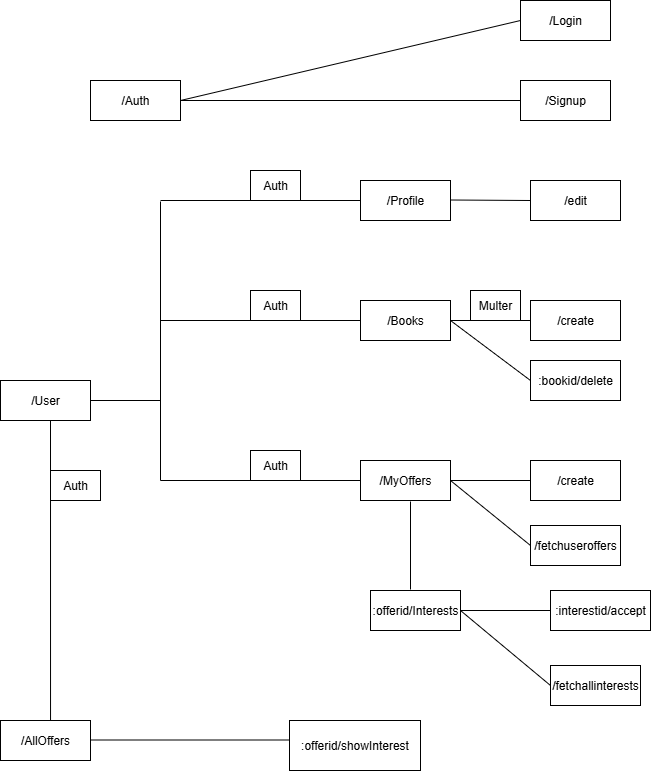 /Login
/Auth
/Signup
Auth
/Profile
/edit
Auth
/Books
Multer
/create
:bookid/delete
/User
Auth
Auth
/MyOffers
/create
/fetchuseroffers
:offerid/Interests
:interestid/accept
/fetchallinterests
/AllOffers
:offerid/showInterest